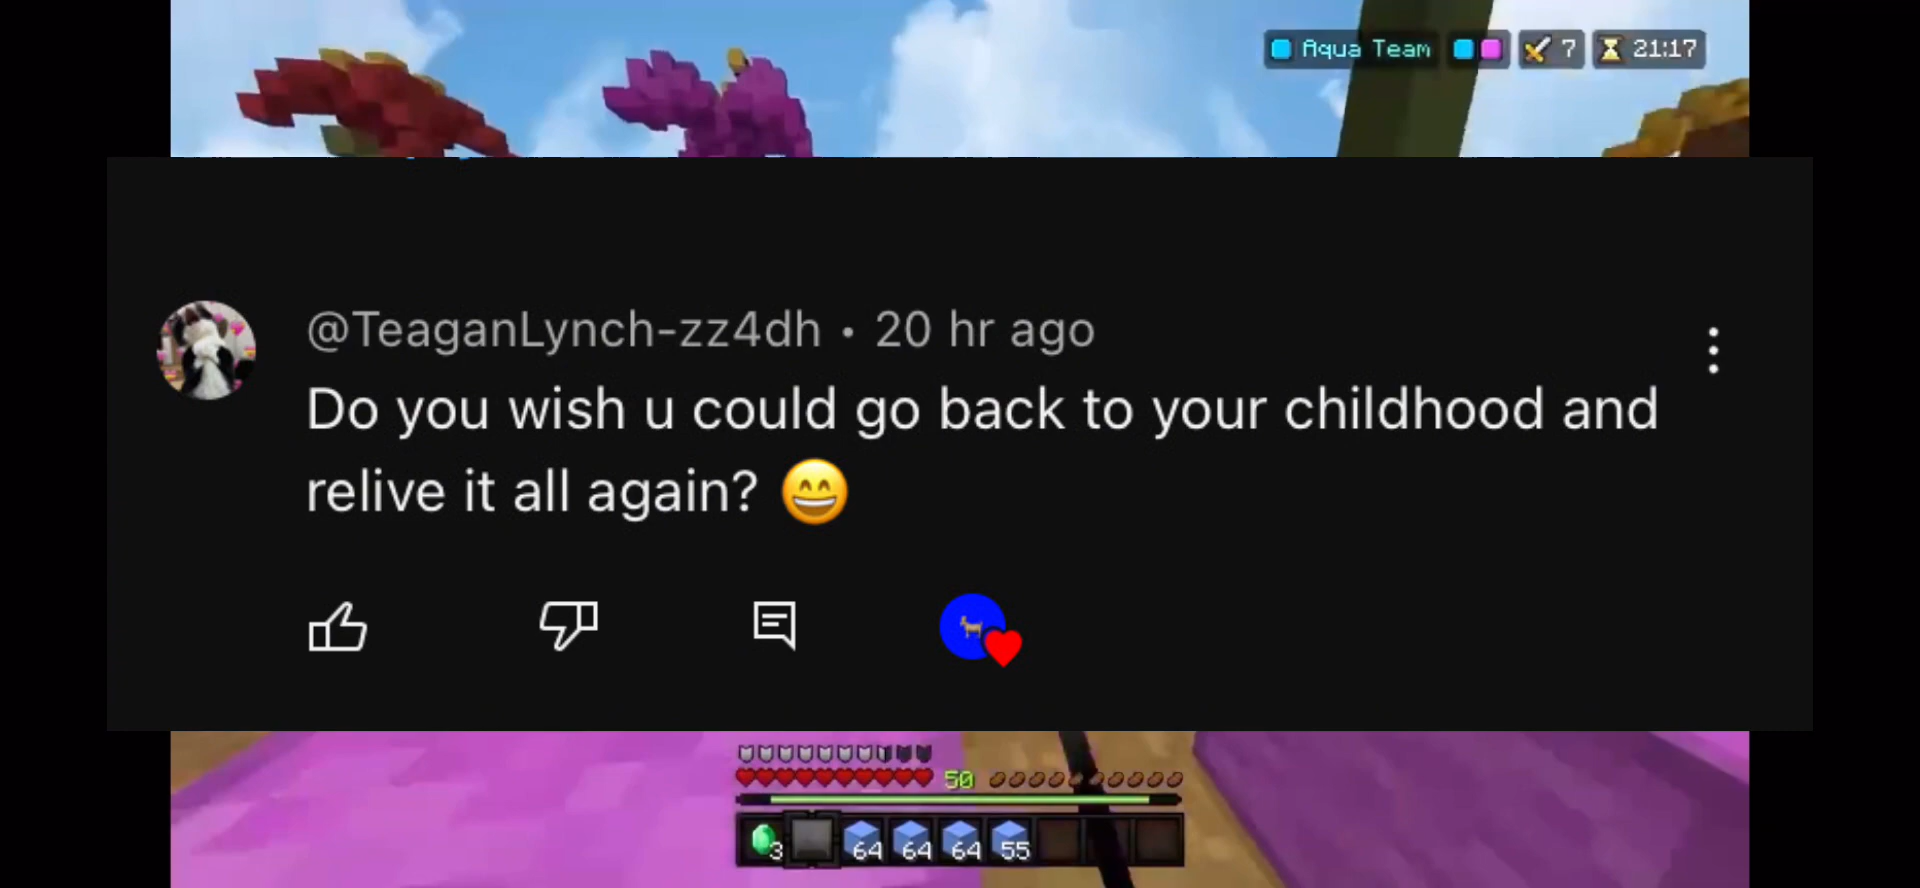 Aqua Team 7 21:17
@TeaganLynch-zz4dh • 20 hr ago
Do you wish u could go back to your childhood and
relive it all again? 😄
50
3 64 64 64 55